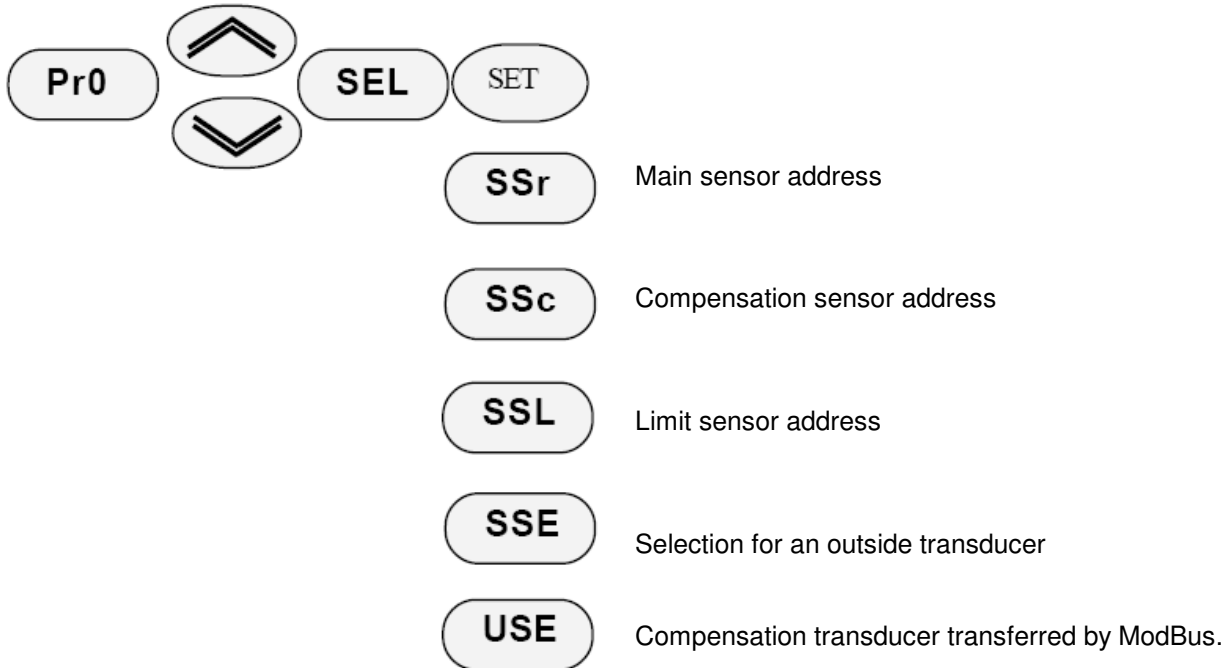 Pr0 SEL SET
SSr Main sensor address
SSc Compensation sensor address
SSL Limit sensor address
SSE Selection for an outside transducer
USE Compensation transducer transferred by ModBus.